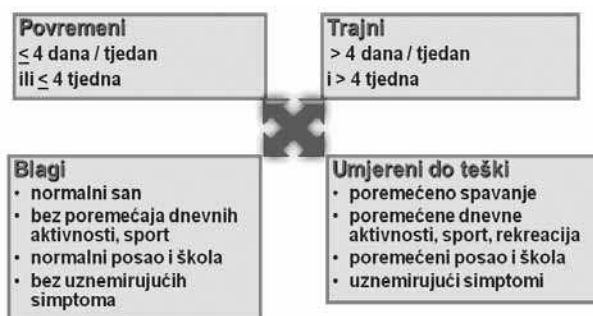 Povremeni
≤ 4 dana / tjedan
ili ≤ 4 tjedna
Trajni
> 4 dana / tjedan
i > 4 tjedna
Blagi
• normalni san
• bez poremećaja dnevnih
aktivnosti, sport
• normalni posao i škola
• bez uznemirujućih
simptoma
Umjereni do teški
• poremećeno spavanje
• poremećene dnevne
aktivnosti, sport, rekreacija
• poremećeni posao i škola
• uznemirujući simptomi